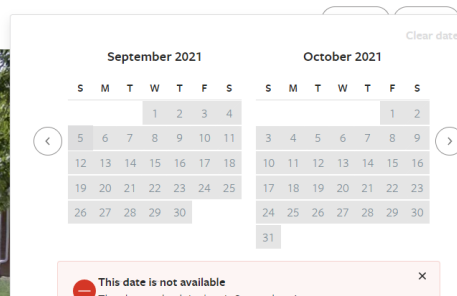 Clear date
September 2021 October 2021
S M T W T F S S M T W T F S
1 2 3 4 1 2
5 6 7 8 9 10 11 3 4 5 6 7 8 9
12 13 14 15 16 17 18 10 11 12 13 14 15 16
19 20 21 22 23 24 25 17 18 19 20 21 22 23
26 27 28 29 30 24 25 26 27 28 29 30
31
This date is not available